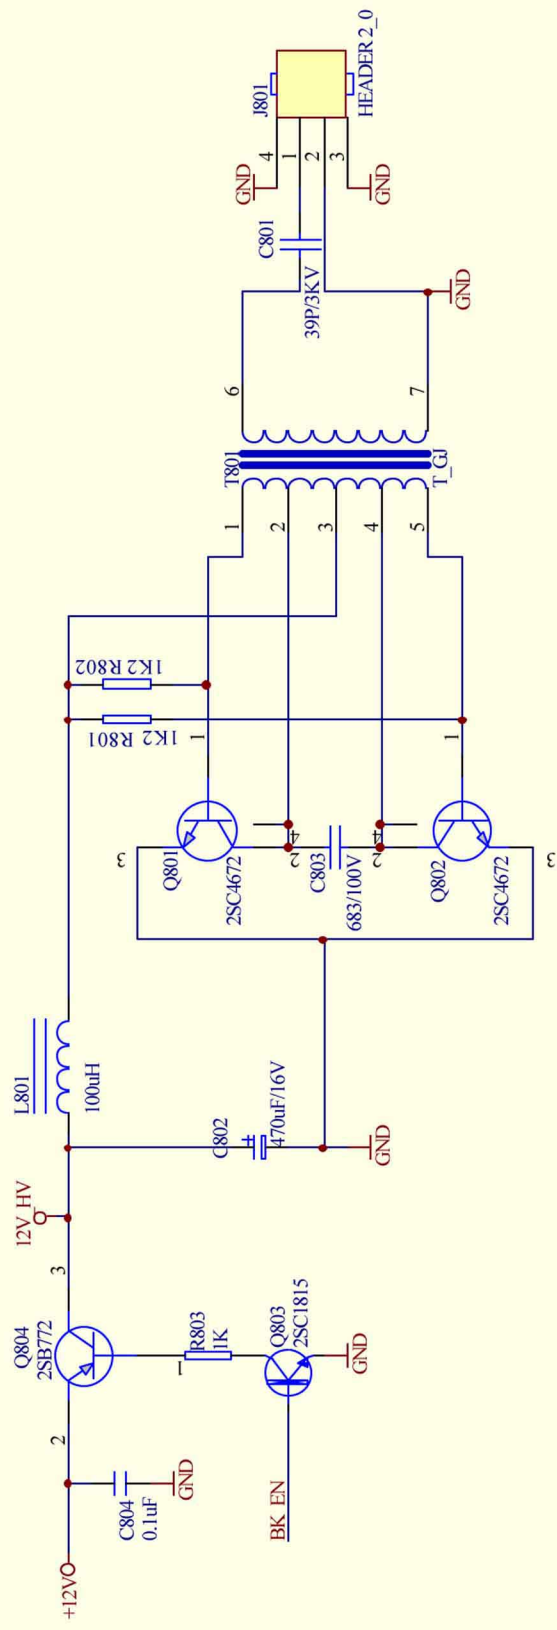 +12V
C804
0.1uF
GND
2
Q804
2SB772
3
1
R803
1K
BK_EN
Q803
2SC1815
GND
12V_HV
L801
100uH
C802
470uF/16V
GND
3
Q801
2SC4672
1
2
4
C803
683/100V
2
4
Q802
2SC4672
1
3
1K2 R801
1K2 R802
1
2
3
4
5
T801
T_GJ
6
7
C801
39P/3KV
GND
GND
4
1
2
3
GND
J801
HEADER 2_0